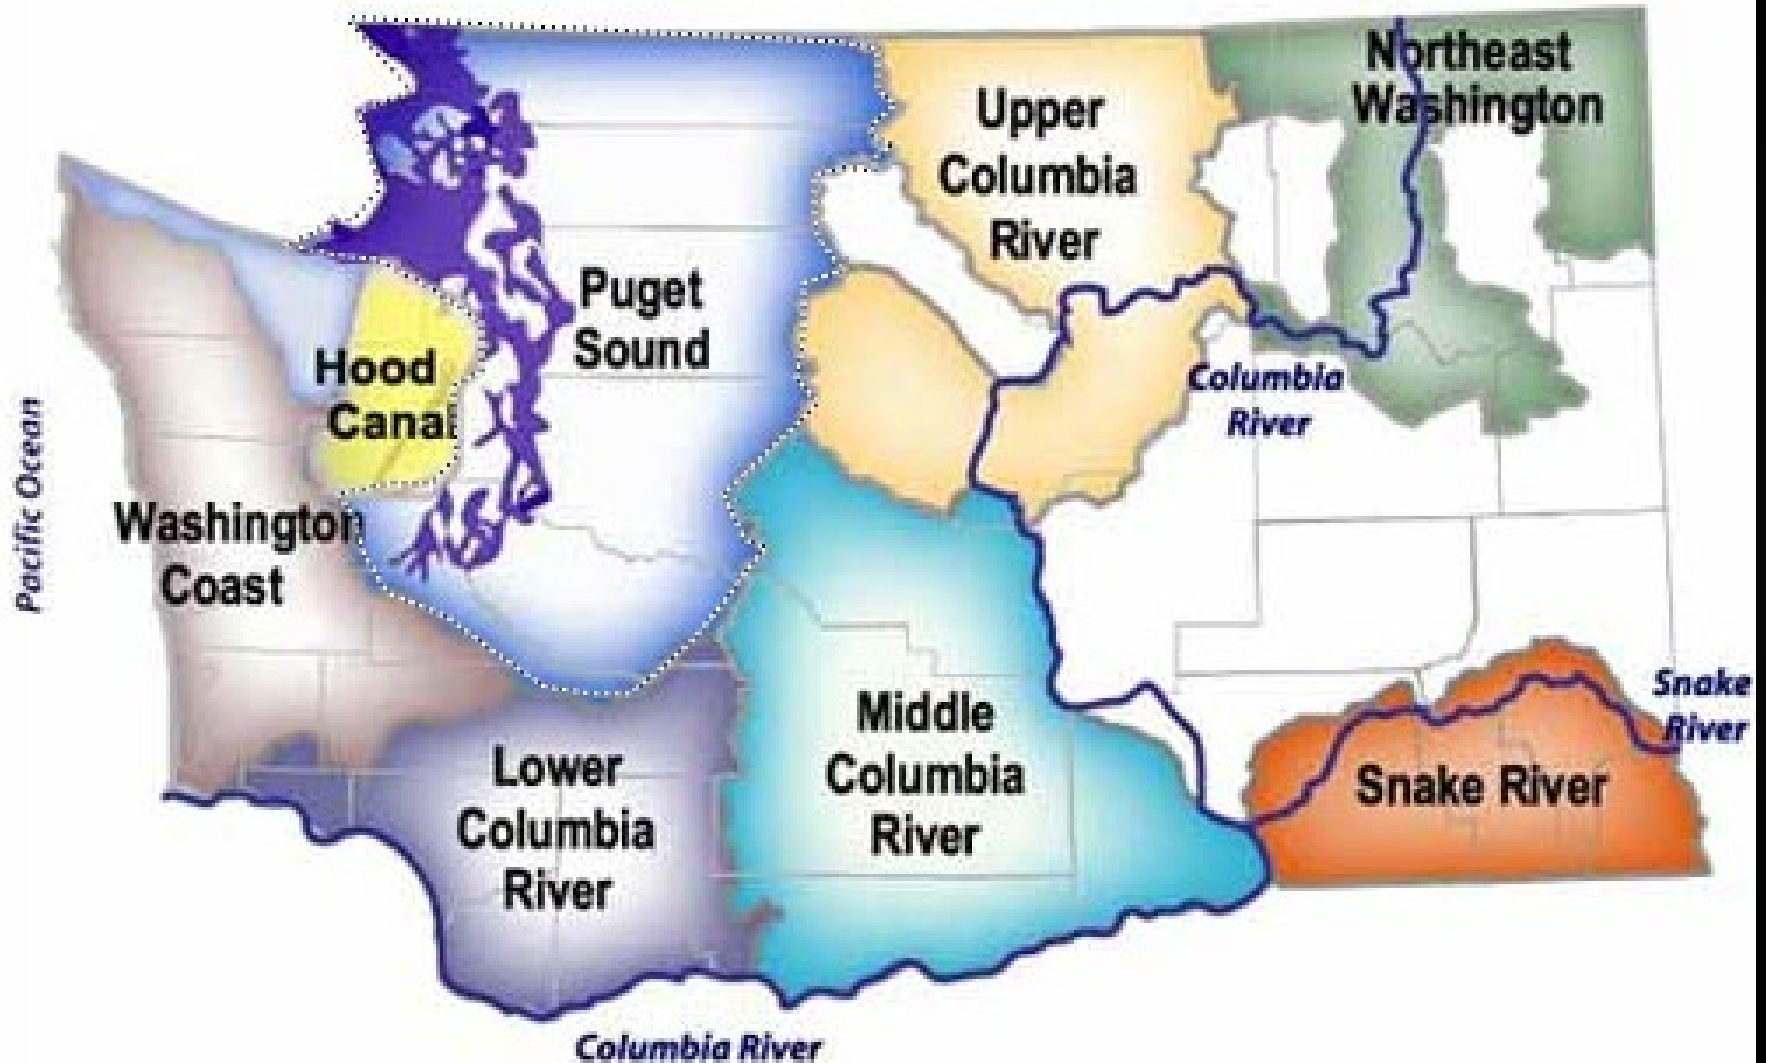 Northeast
Washington
Upper
Columbia
River
Puget
Sound
Hood
Canal
Columbia
River
Pacific Ocean
Washington
Coast
Snake
River
Middle
Columbia
River
Lower
Columbia
River
Snake River
Columbia River